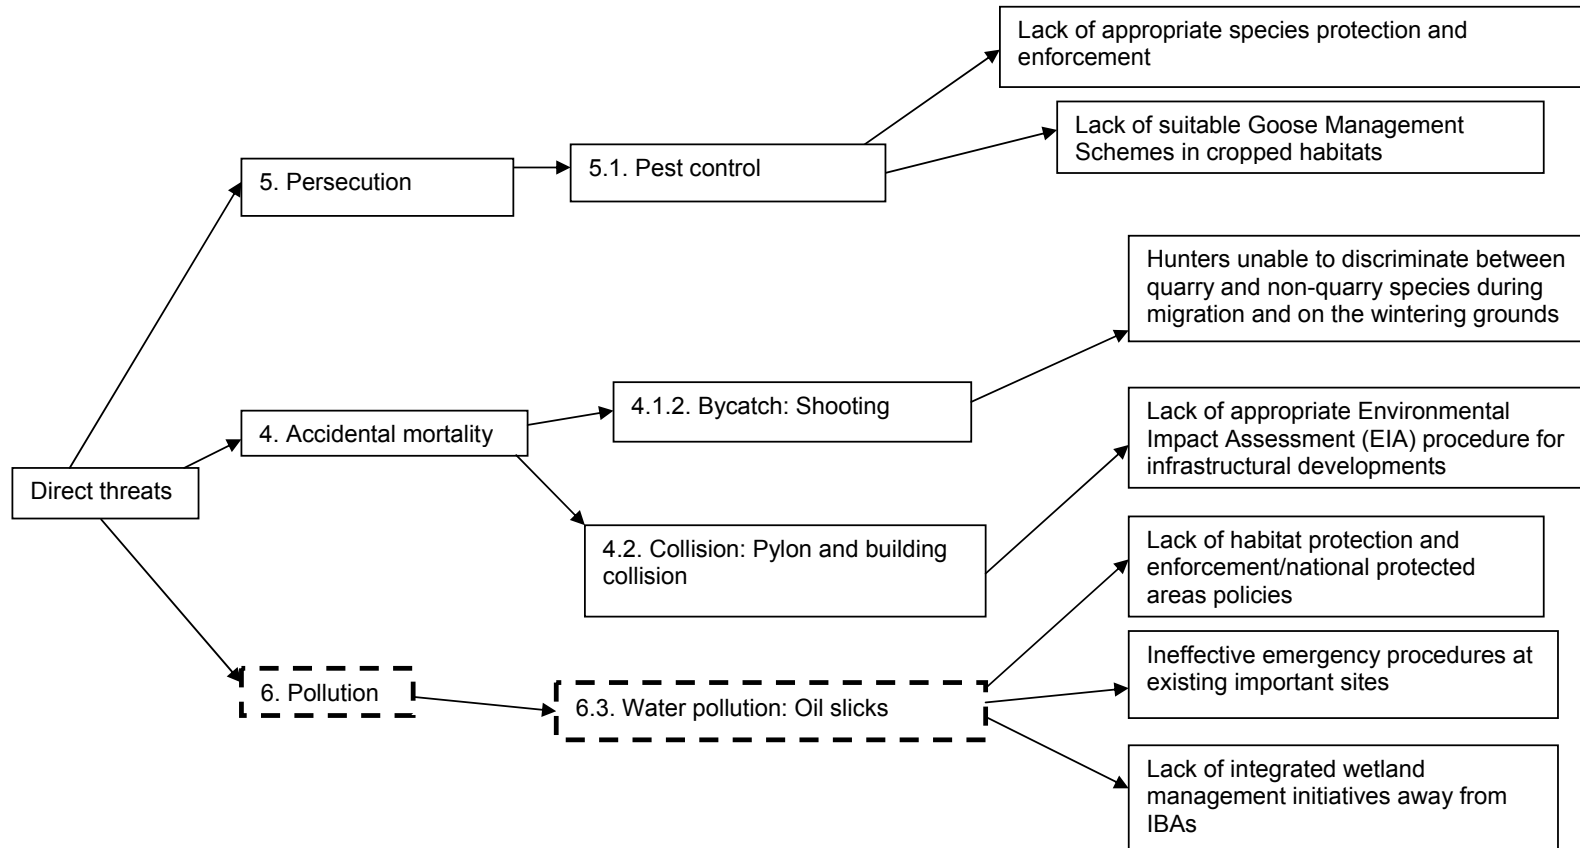 Lack of appropriate species protection and
enforcement
Lack of suitable Goose Management
Schemes in cropped habitats
5. Persecution
5.1. Pest control
Hunters unable to discriminate between
quarry and non-quarry species during
migration and on the wintering grounds
4. Accidental mortality
4.1.2. Bycatch: Shooting
Lack of appropriate Environmental
Impact Assessment (EIA) procedure for
infrastructural developments
Direct threats
4.2. Collision: Pylon and building
collision
Lack of habitat protection and
enforcement/national protected
areas policies
6. Pollution
6.3. Water pollution: Oil slicks
Ineffective emergency procedures at
existing important sites
Lack of integrated wetland
management initiatives away from
IBAs